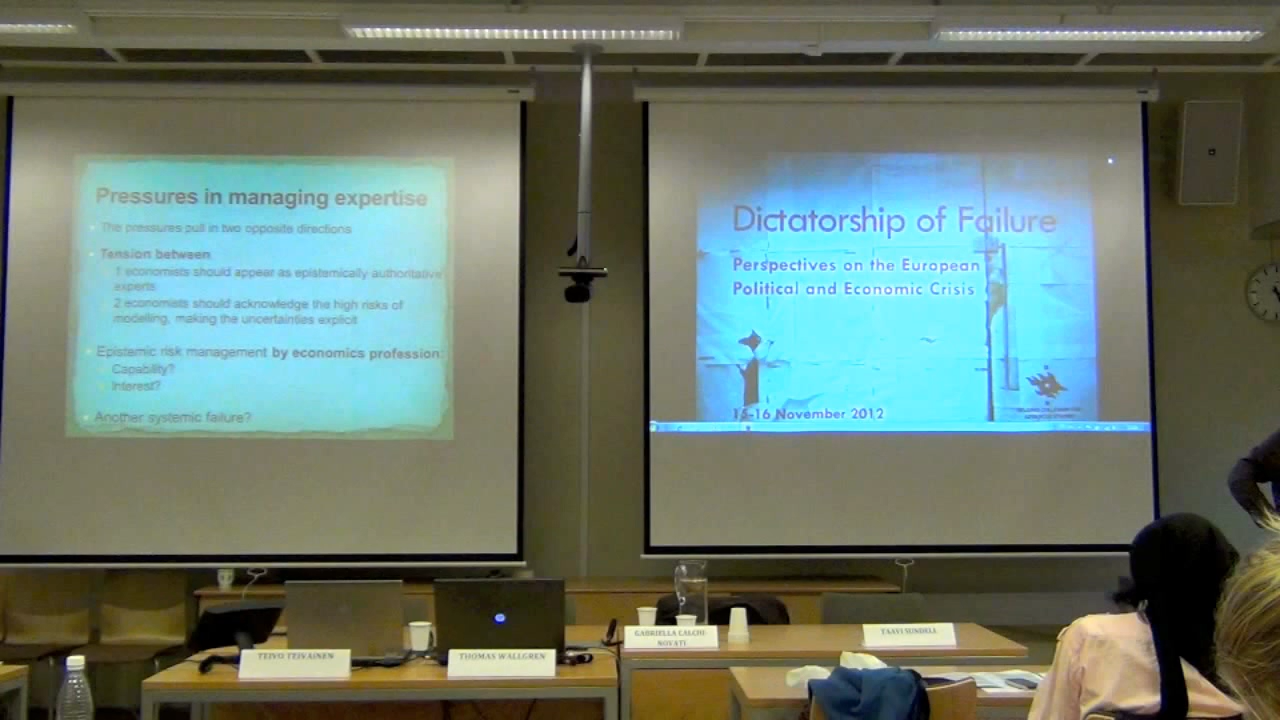 Pressures in managing expertise
The pressures pull in two opposite directions
Tension between
1 economists should appear as epistemically authoritative
experts
2 economists should acknowledge the high risks of
modelling, making the uncertainties explicit
Epistemic risk management by economics profession:
Capability?
Interest?
Another systemic failure?
Dictatorship of Failure
Perspectives on the European
Political and Economic Crisis
15-16 November 2012
TEIVO TEIVAINEN
THOMAS WALLGREN
GABRIELLA CALCHI-
NOVATI
TAAVI SUNDELL